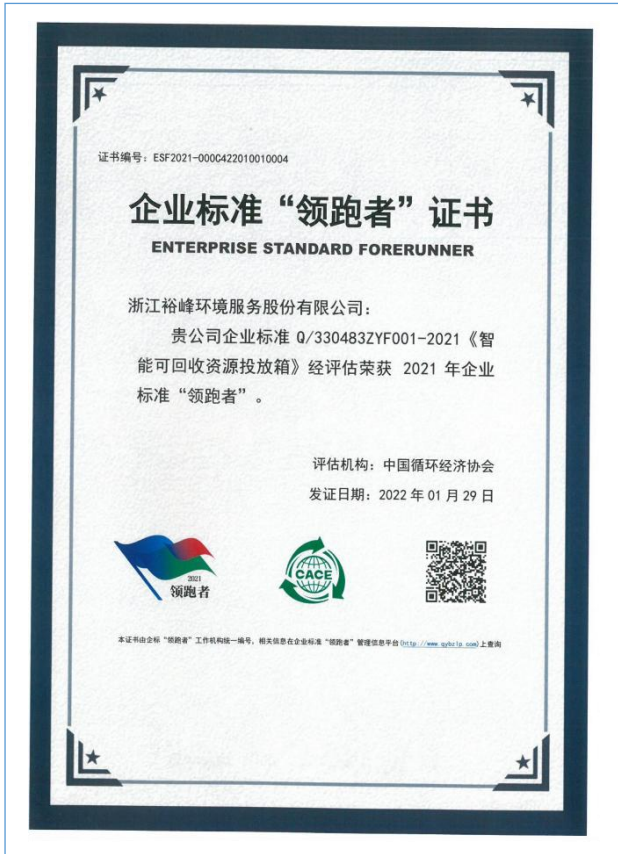 证书编号：ESF2021-000C422010010004
企业标准“领跑者”证书
ENTERPRISE STANDARD FORERUNNER
浙江裕峰环境服务股份有限公司：
贵公司企业标准 Q/330483ZYF001-2021《智
能可回收资源投放箱》经评估荣获 2021 年企业
标准“领跑者”。
评估机构：中国循环经济协会
发证日期：2022 年 01 月 29 日
2021
领跑者
CACE
本证书由企标“领跑者”工作机构统一编号，相关信息在企业标准“领跑者”管理信息平台(http://www.qybzlp.com)上查询